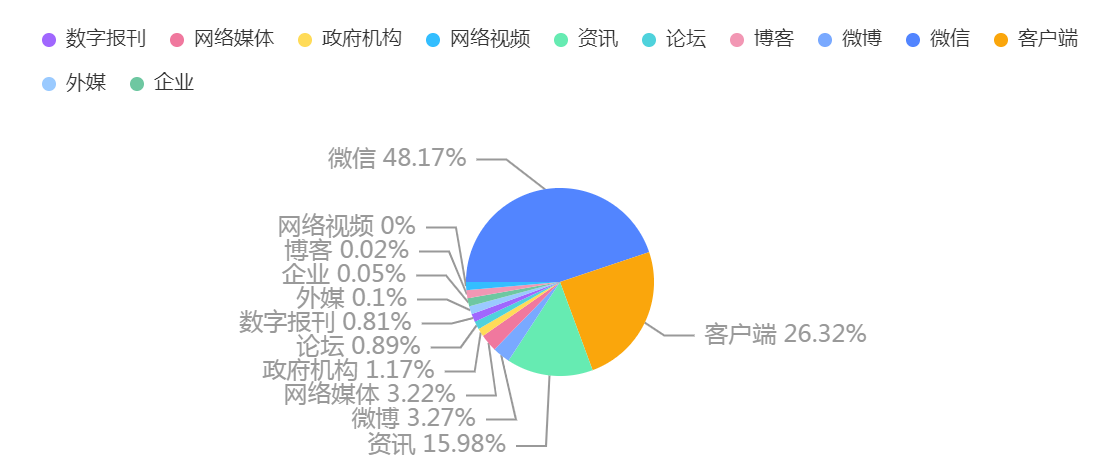 数字报刊 网络媒体 政府机构 网络视频 资讯 论坛 博客 微博 微信 客户端
外媒 企业
微信 48.17%
网络视频 0%
博客 0.02%
企业 0.05%
外媒 0.1%
数字报刊 0.81%
客户端 26.32%
论坛 0.89%
政府机构 1.17%
网络媒体 3.22%
微博 3.27%
资讯 15.98%